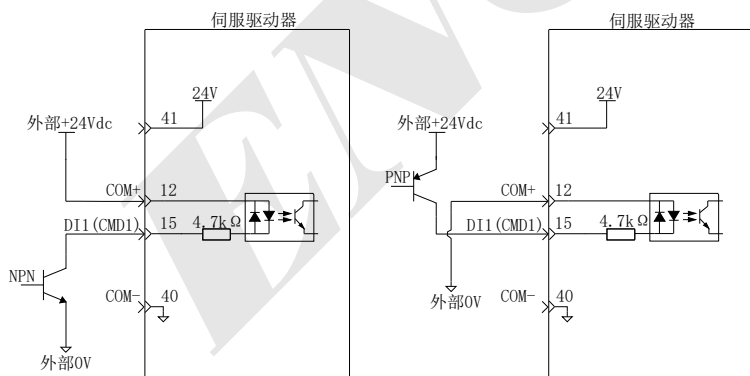 伺服驱动器
24V
外部+24Vdc
41
COM+
12
DI1(CMD1)
15
4.7kΩ
NPN
COM-
40
外部0V
伺服驱动器
24V
外部+24Vdc
41
PNP
COM+
12
DI1(CMD1)
15
4.7kΩ
COM-
40
外部0V